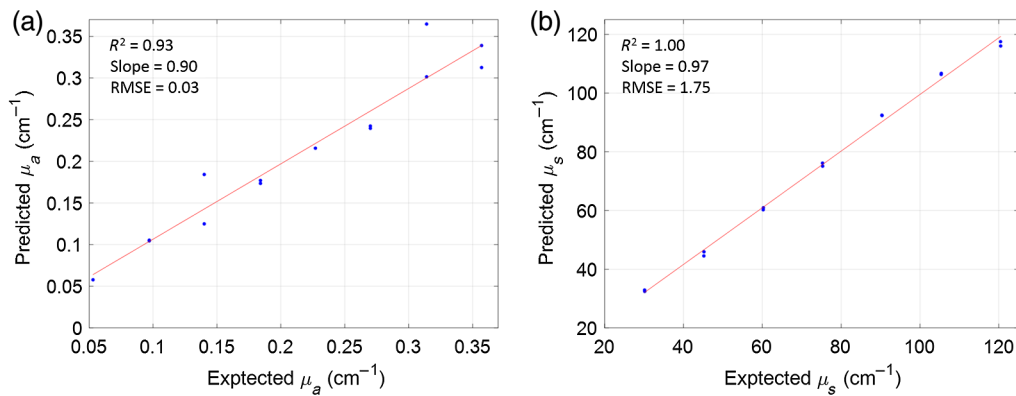 (a)
R² = 0.93
Slope = 0.90
RMSE = 0.03
Predicted μₐ (cm⁻¹)
0.35
0.3
0.25
0.2
0.15
0.1
0.05
0
0.05 0.1 0.15 0.2 0.25 0.3 0.35
Exptected μₐ (cm⁻¹)
(b)
R² = 1.00
Slope = 0.97
RMSE = 1.75
Predicted μₛ (cm⁻¹)
120
100
80
60
40
20
20 40 60 80 100 120
Exptected μₛ (cm⁻¹)